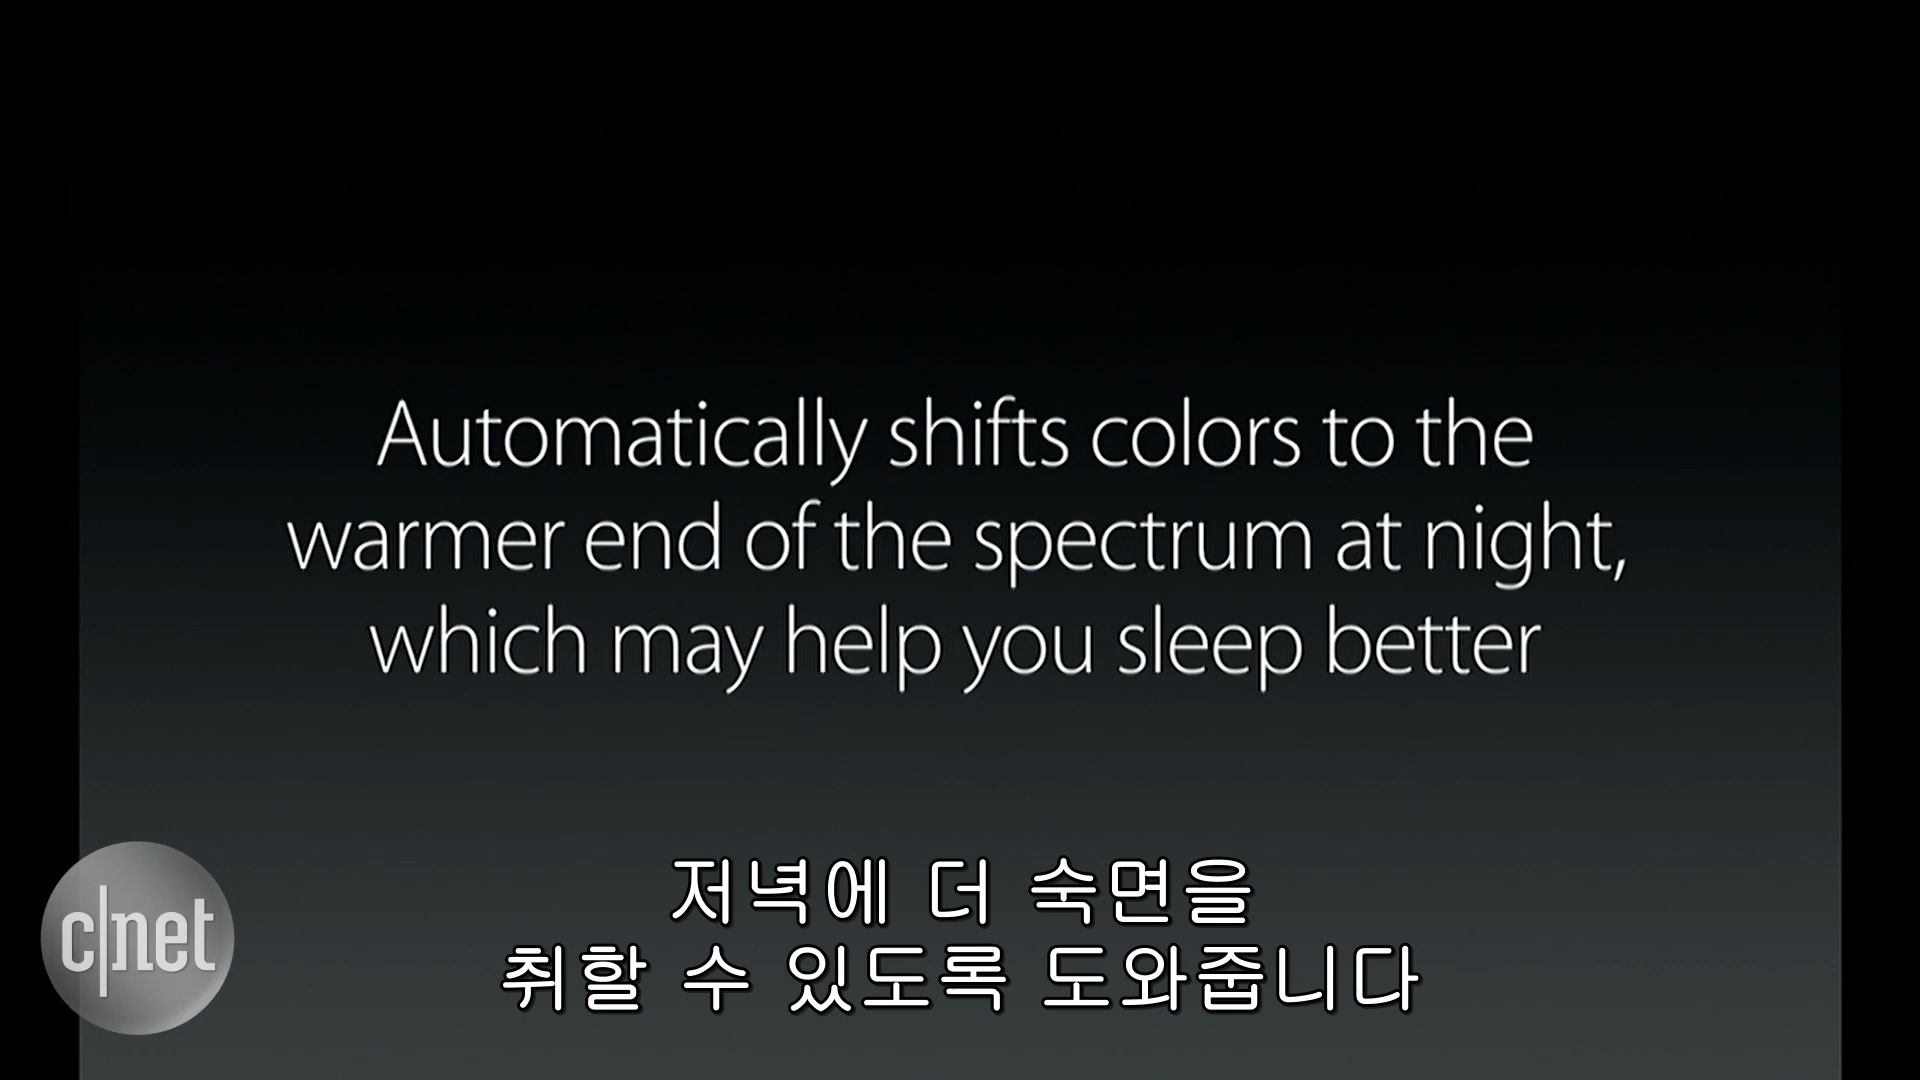 Automatically shifts colors to the
warmer end of the spectrum at night,
which may help you sleep better
저녁에 더 숙면을
취할 수 있도록 도와줍니다
c|net